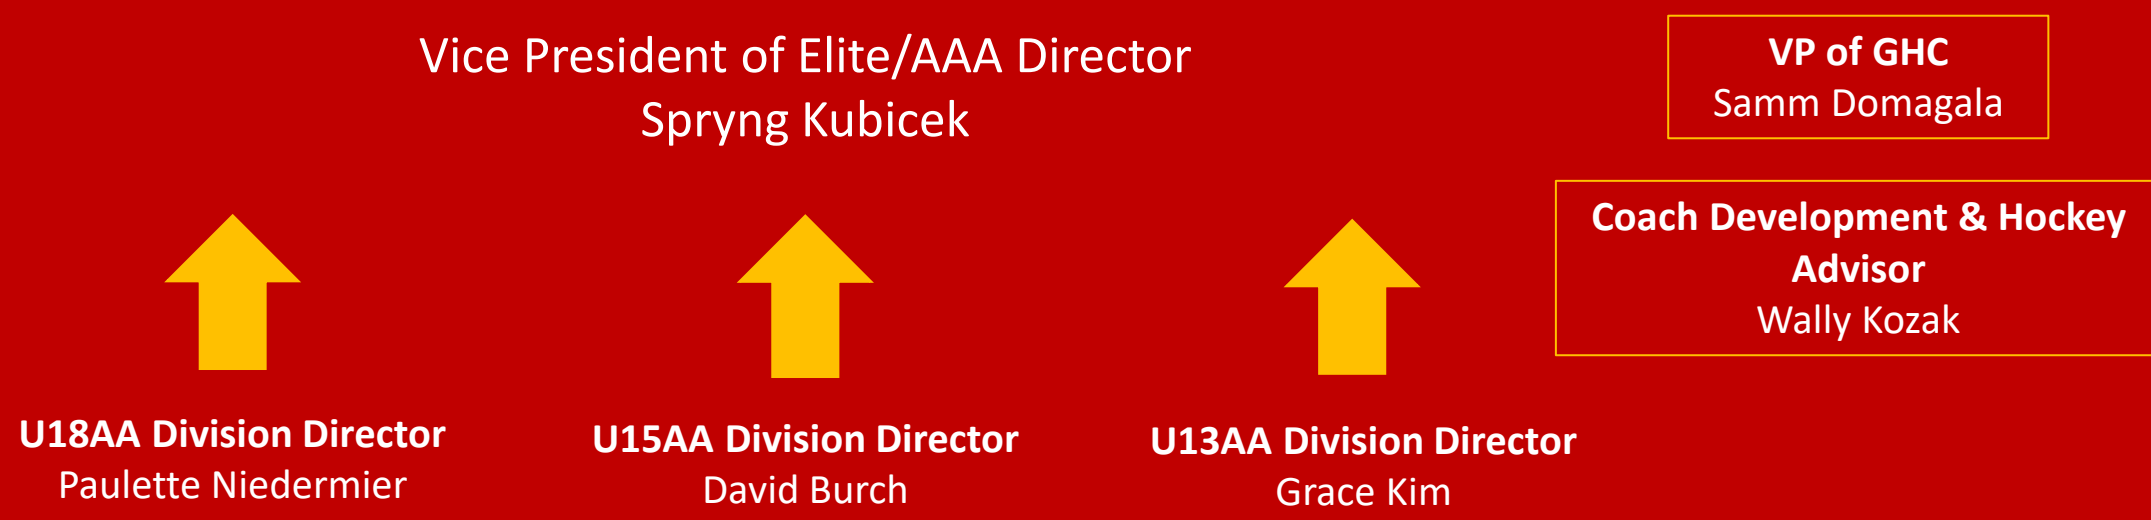 Vice President of Elite/AAA Director
Spryng Kubicek
VP of GHC
Samm Domagala
Coach Development & Hockey
Advisor
Wally Kozak
U18AA Division Director
Paulette Niedermier
U15AA Division Director
David Burch
U13AA Division Director
Grace Kim